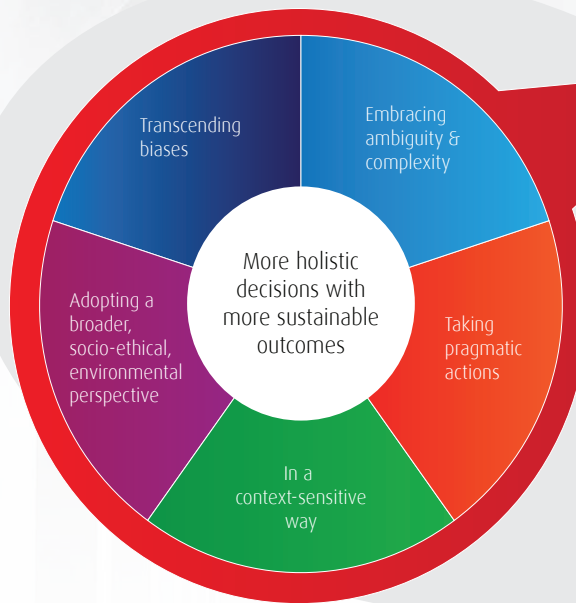 Transcending
biases
Embracing
ambiguity &
complexity
More holistic
decisions with
more sustainable
outcomes
Adopting a
broader,
socio-ethical,
environmental
perspective
Taking
pragmatic
actions
In a
context-sensitive
way